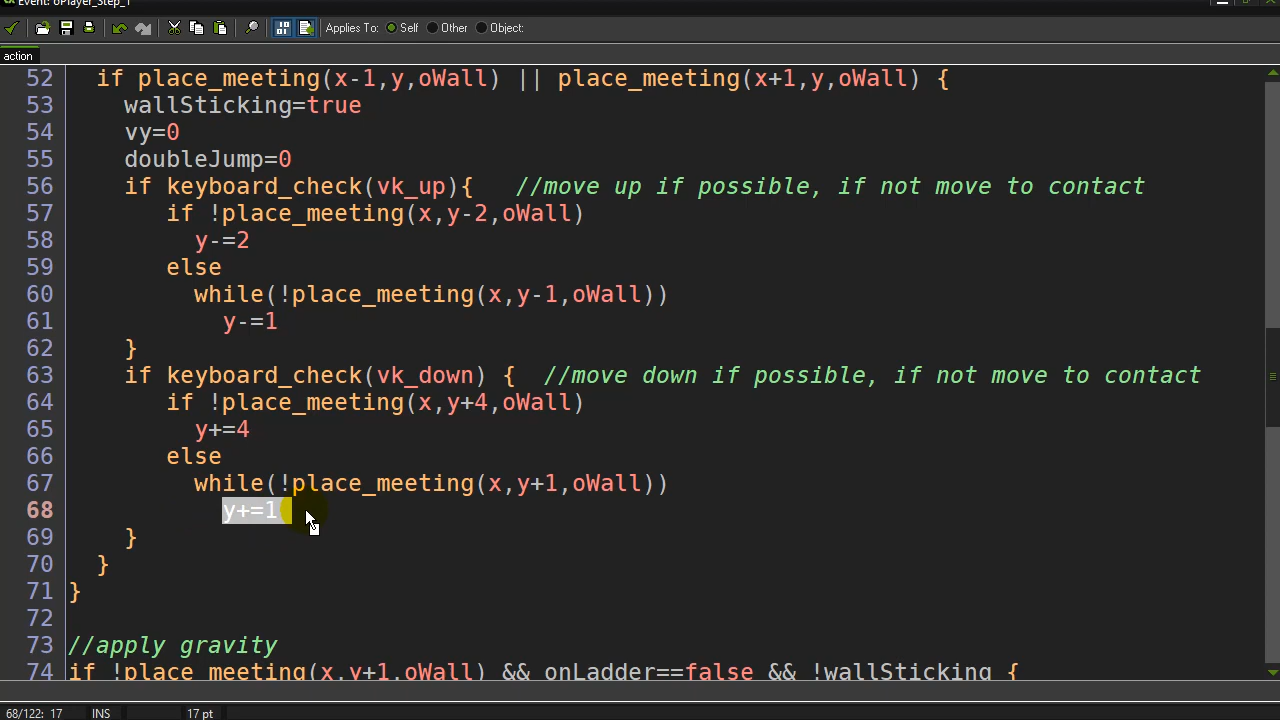 Event: oPlayer_Step_1
Applies To: Self Other Object:
action
52 if place_meeting(x-1,y,oWall) || place_meeting(x+1,y,oWall) {
53 wallSticking=true
54 vy=0
55 doubleJump=0
56 if keyboard_check(vk_up){ //move up if possible, if not move to contact
57 if !place_meeting(x,y-2,oWall)
58 y-=2
59 else
60 while(!place_meeting(x,y-1,oWall))
61 y-=1
62 }
63 if keyboard_check(vk_down) { //move down if possible, if not move to contact
64 if !place_meeting(x,y+4,oWall)
65 y+=4
66 else
67 while(!place_meeting(x,y+1,oWall))
68 y+=1
69 }
70 }
71 }
72
73 //apply gravity
74 if !place_meeting(x,y+1,oWall) && onLadder==false && !wallSticking {
68/122: 17 INS 17 pt